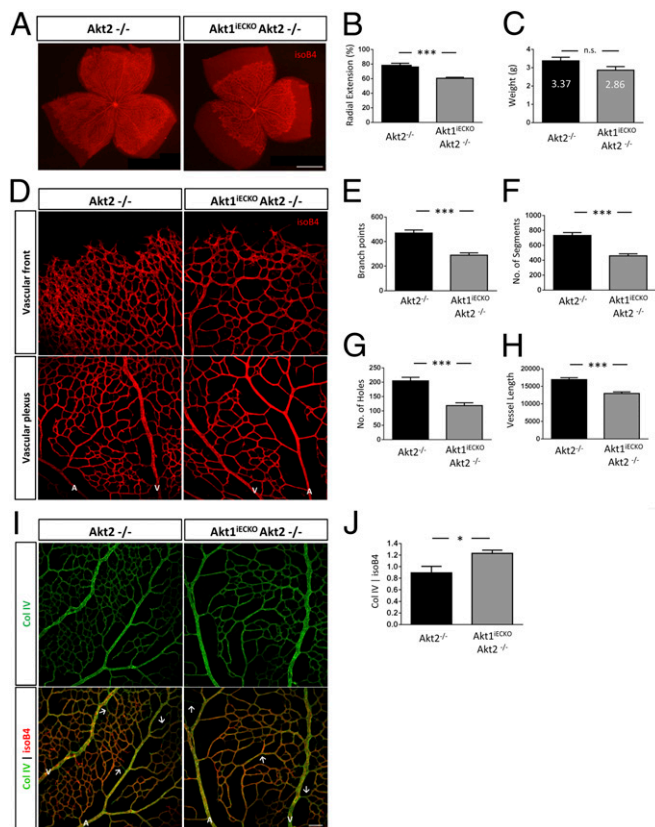 A
Akt2 -/-
Akt1iECKO Akt2 -/-
isoB4
B
Radial Extension (%)
100
80
60
40
20
0
***
Akt2-/-
Akt1iECKO
Akt2 -/-
C
Weight (g)
5
4
3
2
1
0
n.s.
3.37
2.86
Akt2-/-
Akt1iECKO
Akt2 -/-
D
Akt2 -/-
Akt1iECKO Akt2 -/-
isoB4
Vascular front
Vascular plexus
A
V
V
A
E
Branch points
600
400
200
0
***
Akt2-/-
Akt1iECKO
Akt2 -/-
F
No. of Segments
1000
800
600
400
200
0
***
Akt2-/-
Akt1iECKO
Akt2 -/-
G
No. of Holes
250
200
150
100
50
0
***
Akt2-/-
Akt1iECKO
Akt2 -/-
H
Vessel Length
20000
15000
10000
5000
0
***
Akt2-/-
Akt1iECKO
Akt2 -/-
I
Akt2 -/-
Akt1iECKO Akt2 -/-
Col IV
Col IV | isoB4
V
A
A
V
J
Col IV | isoB4
1.4
1.2
1.0
0.8
0.6
0.4
0.2
0.0
*
Akt2-/-
Akt1iECKO
Akt2 -/-